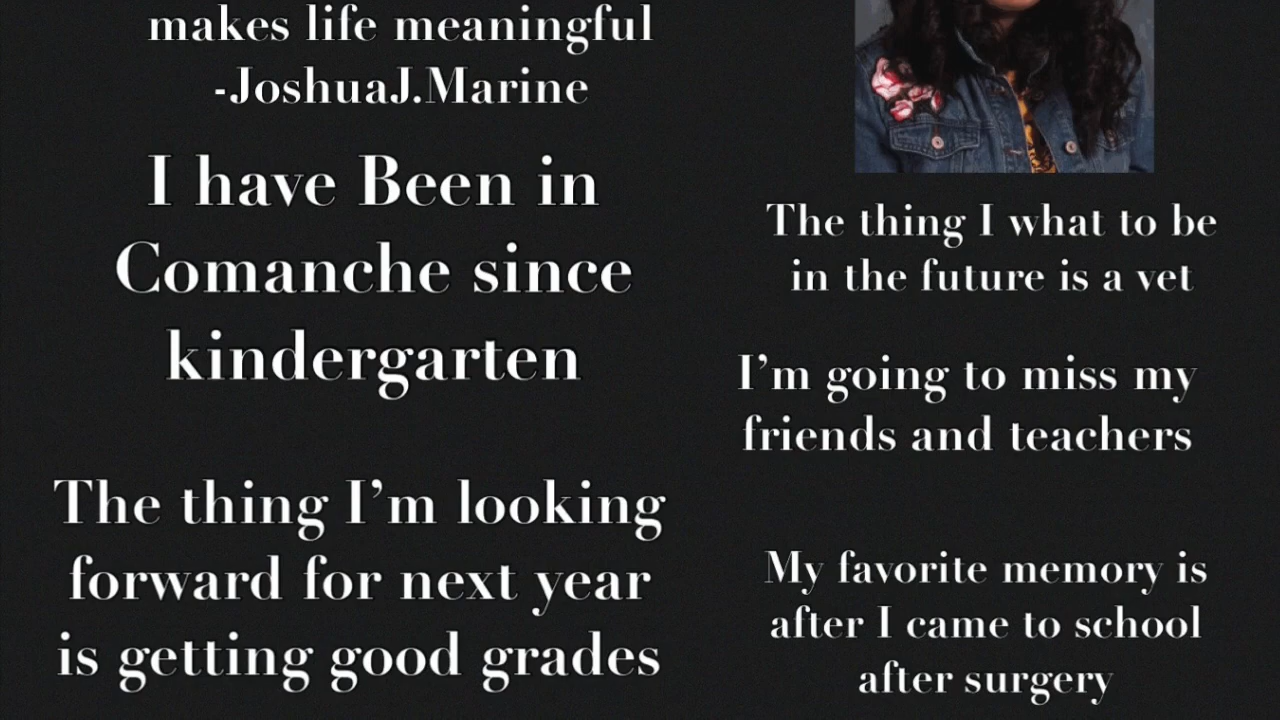 makes life meaningful
-JoshuaJ.Marine
I have Been in
Comanche since
kindergarten
The thing I'm looking
forward for next year
is getting good grades
The thing I what to be
in the future is a vet
I'm going to miss my
friends and teachers
My favorite memory is
after I came to school
after surgery